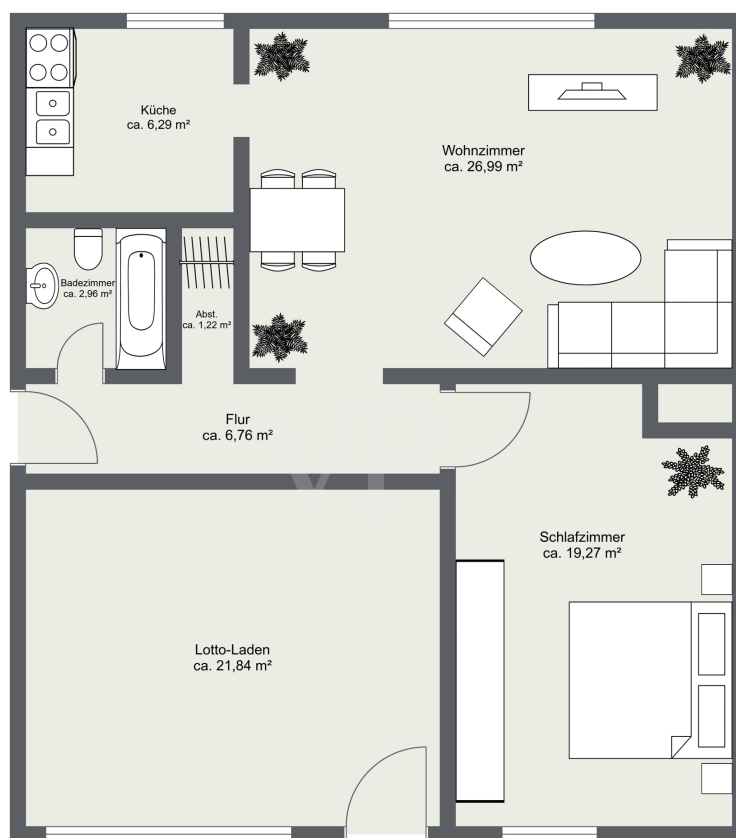 Küche
ca. 6,29 m²
Wohnzimmer
ca. 26,99 m²
Badezimmer
ca. 2,96 m²
Abst.
ca. 1,22 m²
Flur
ca. 6,76 m²
Schlafzimmer
ca. 19,27 m²
Lotto-Laden
ca. 21,84 m²